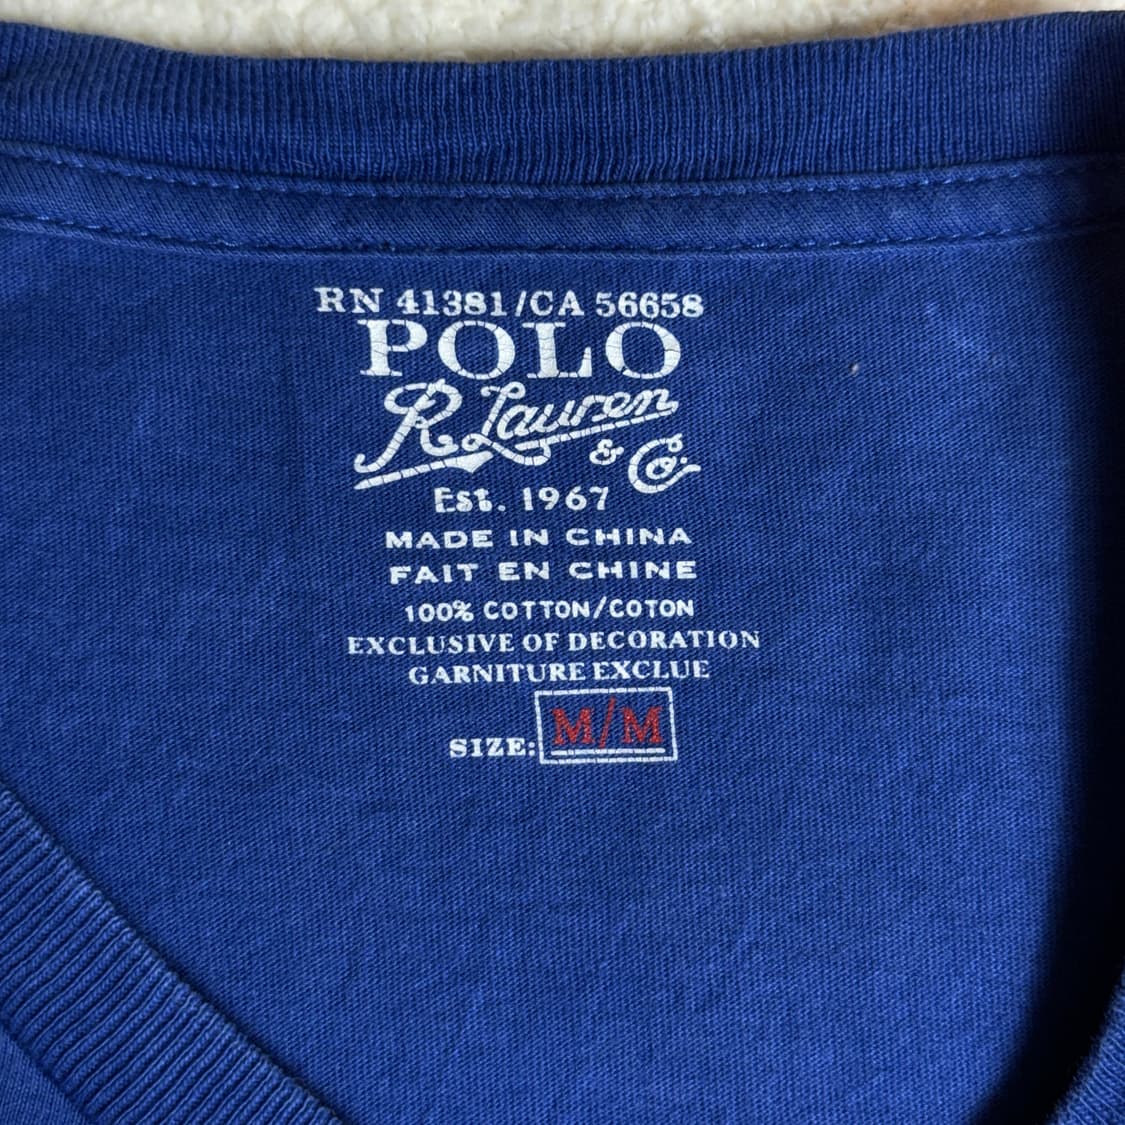 RN 41381/CA 56658
POLO
R Lauren
& Co.
Est. 1967
MADE IN CHINA
FAIT EN CHINE
100% COTTON/COTON
EXCLUSIVE OF DECORATION
GARNITURE EXCLUE
SIZE: M/M